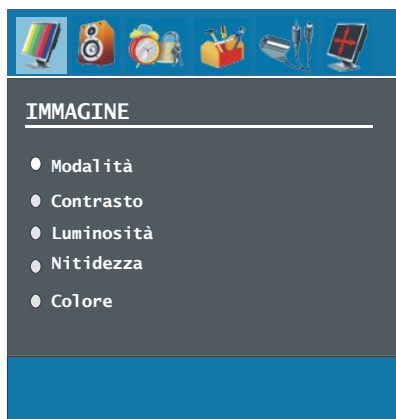 IMMAGINE
Modalità
Contrasto
Luminosità
Nitidezza
Colore